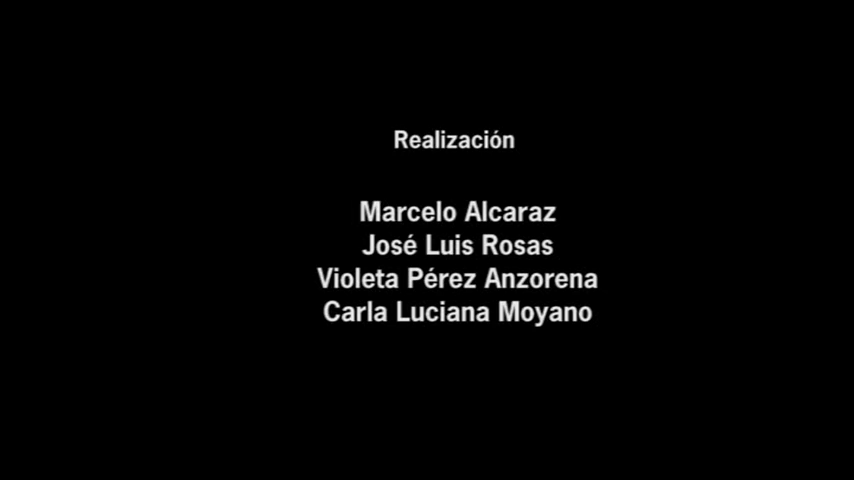 Realización
Marcelo Alcaraz
José Luis Rosas
Violeta Pérez Anzorena
Carla Luciana Moyano